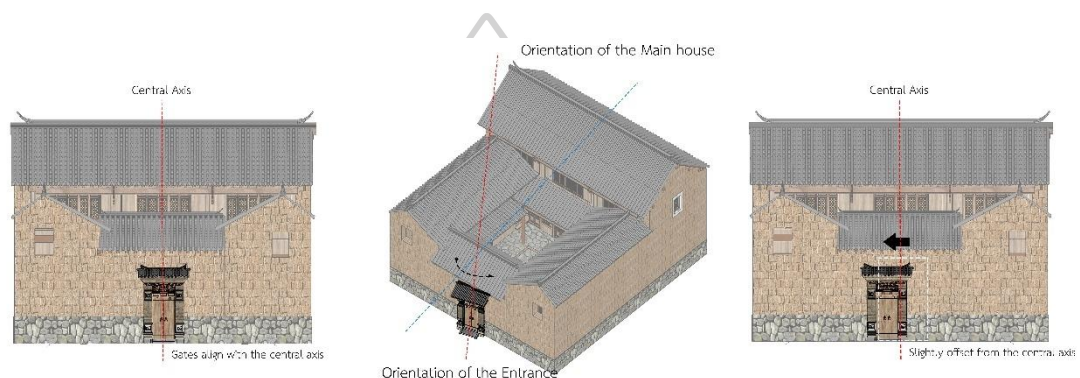 Central Axis
Gates align with the central axis
Orientation of the Main house
Orientation of the Entrance
Central Axis
Slightly offset from the central axis